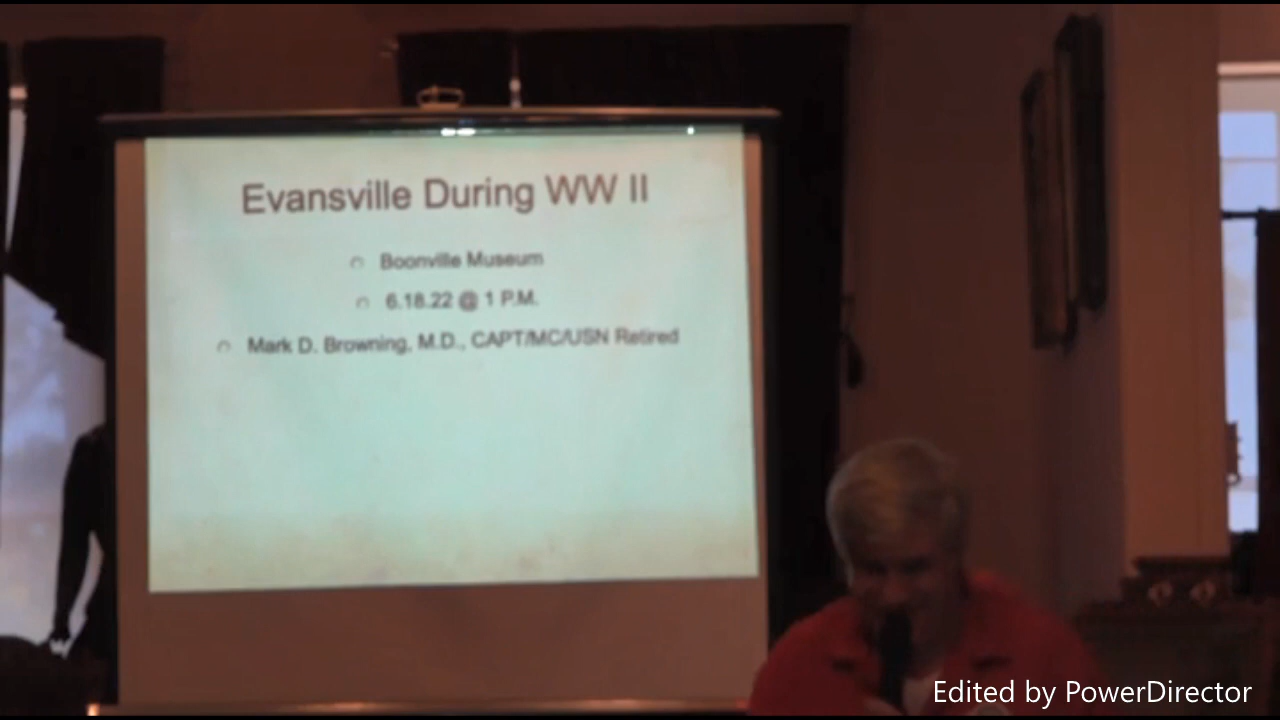 Evansville During WW II
Boonville Museum
6.18.22 @ 1 P.M.
Mark D. Browning, M.D., CAPT/MC/USN Retired
Edited by PowerDirector